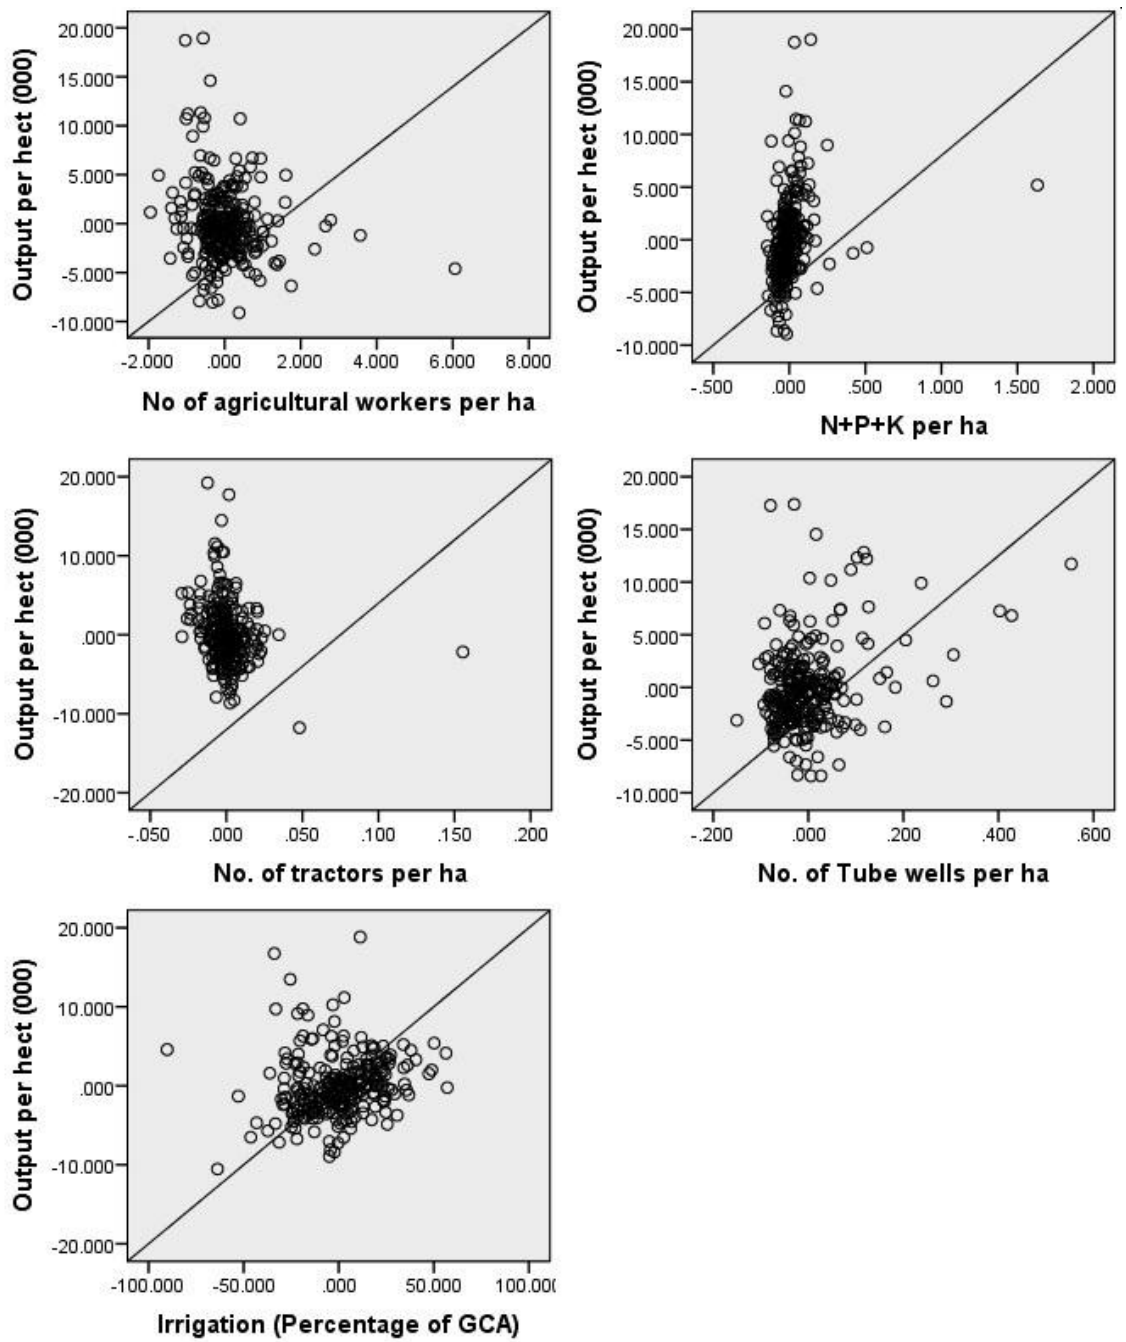 Output per hect (000)
20.000
15.000
10.000
5.000
.000
-5.000
-10.000
-2.000 .000 2.000 4.000 6.000 8.000
No of agricultural workers per ha
Output per hect (000)
20.000
15.000
10.000
5.000
.000
-5.000
-10.000
-.500 .000 .500 1.000 1.500 2.000
N+P+K per ha
Output per hect (000)
20.000
10.000
.000
-10.000
-20.000
-.050 .000 .050 .100 .150 .200
No. of tractors per ha
Output per hect (000)
20.000
15.000
10.000
5.000
.000
-5.000
-10.000
-.200 .000 .200 .400 .600
No. of Tube wells per ha
Output per hect (000)
20.000
10.000
.000
-10.000
-20.000
-100.000 -50.000 .000 50.000 100.00
Irrigation (Percentage of GCA)